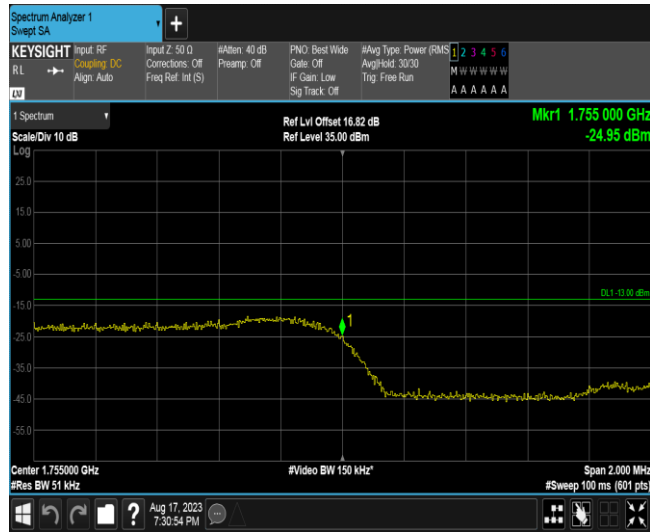 Spectrum Analyzer 1
Swept SA
+
KEYSIGHT Input: RF Input Z: 50 Ω #Atten: 40 dB PNO: Best Wide #Avg Type: Power (RMS 1 2 3 4 5 6
RL Coupling: DC Corrections: Off Preamp: Off Gate: Off Avg|Hold: 30/30 M W W W W W
Align: Auto Freq Ref: Int (S) IF Gain: Low Trig: Free Run
LXI Sig Track: Off A A A A A A
1 Spectrum Ref Lvl Offset 16.82 dB Mkr1 1.755 000 GHz
Scale/Div 10 dB Ref Level 35.00 dBm -24.95 dBm
Log
25.0
15.0
5.00
-5.00
DL1 -13.00 dBm
-15.0
1
-25.0
-35.0
-45.0
-55.0
Center 1.755000 GHz #Video BW 150 kHz* Span 2.000 MHz
#Res BW 51 kHz #Sweep 100 ms (601 pts)
? Aug 17, 2023
7:30:54 PM